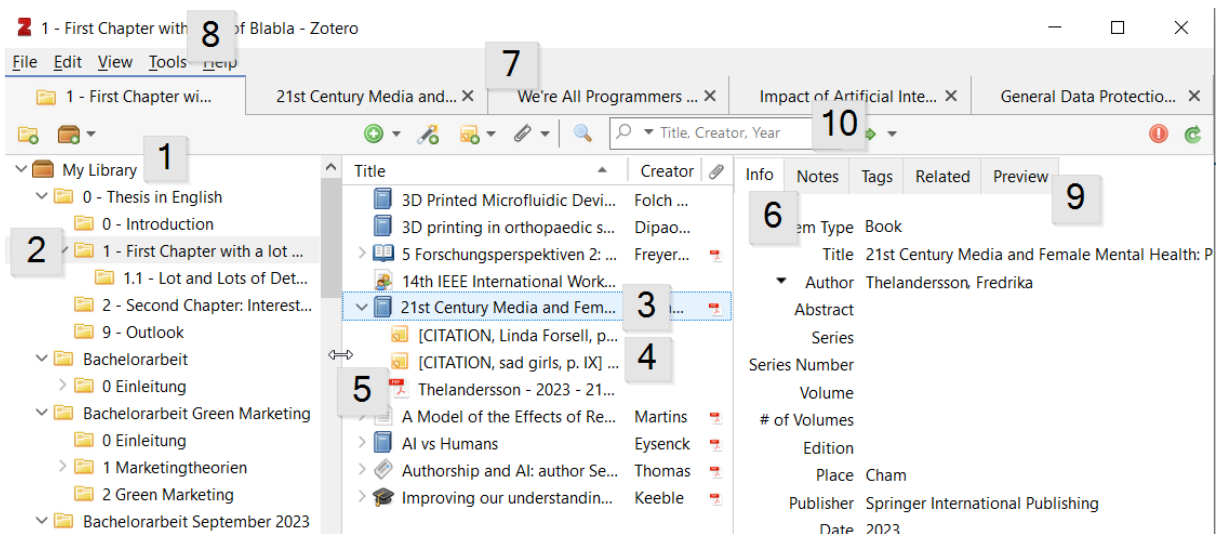 1 - First Chapter with of Blabla - Zotero
8
File Edit View Tools Help
7
1 - First Chapter wi...
21st Century Media and...
We're All Programmers ...
Impact of Artificial Inte...
General Data Protectio...
Title, Creator, Year
10
1
My Library
0 - Thesis in English
0 - Introduction
2
1 - First Chapter with a lot ...
1.1 - Lot and Lots of Det...
2 - Second Chapter: Interest...
9 - Outlook
Bachelorarbeit
0 Einleitung
Bachelorarbeit Green Marketing
0 Einleitung
1 Marketingtheorien
2 Green Marketing
Bachelorarbeit September 2023
Title Creator
3D Printed Microfluidic Devi... Folch ...
3D printing in orthopaedic s... Dipao...
5 Forschungsperspektiven 2: ... Freyer...
14th IEEE International Work...
21st Century Media and Fem...
3
[CITATION, Linda Forsell, p...
[CITATION, sad girls, p. IX] ...
4
5
Thelandersson - 2023 - 21...
A Model of the Effects of Re... Martins
AI vs Humans Eysenck
Authorship and AI: author Se... Thomas
Improving our understandin... Keeble
Info Notes Tags Related Preview
9
6
em Type Book
Title 21st Century Media and Female Mental Health: P
Author Thelandersson, Fredrika
Abstract
Series
Series Number
Volume
# of Volumes
Edition
Place Cham
Publisher Springer International Publishing
Date 2023